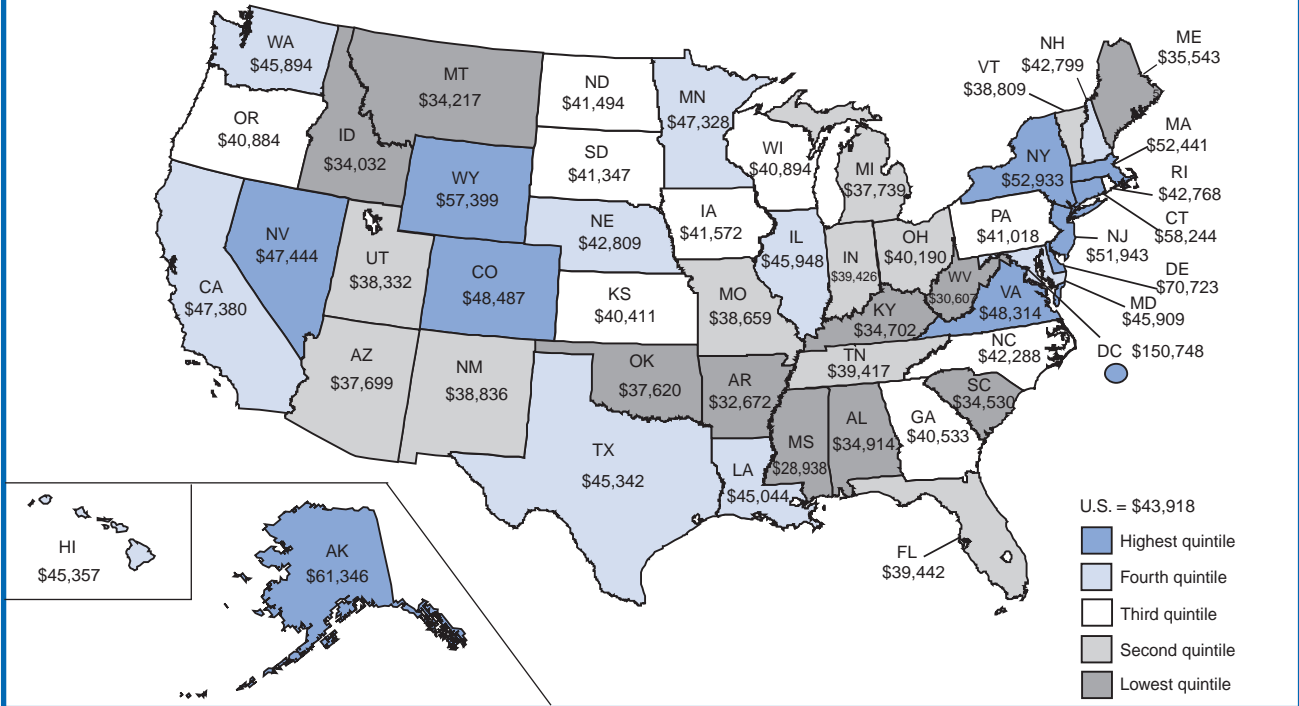 WA
$45,894
OR
$40,884
CA
$47,380
NV
$47,444
ID
$34,032
MT
$34,217
WY
$57,399
UT
$38,332
CO
$48,487
AZ
$37,699
NM
$38,836
ND
$41,494
SD
$41,347
NE
$42,809
KS
$40,411
OK
$37,620
TX
$45,342
MN
$47,328
IA
$41,572
MO
$38,659
AR
$32,672
LA
$45,044
WI
$40,894
IL
$45,948
MI
$37,739
IN
$39,426
OH
$40,190
KY
$34,702
TN
$39,417
MS
$28,938
AL
$34,914
GA
$40,533
FL
$39,442
SC
$34,530
NC
$42,288
VA
$48,314
WV
$30,607
PA
$41,018
NY
$52,933
VT
$38,809
NH
$42,799
ME
$35,543
MA
$52,441
RI
$42,768
CT
$58,244
NJ
$51,943
DE
$70,723
MD
$45,909
DC $150,748
HI
$45,357
AK
$61,346
U.S. = $43,918
Highest quintile
Fourth quintile
Third quintile
Second quintile
Lowest quintile